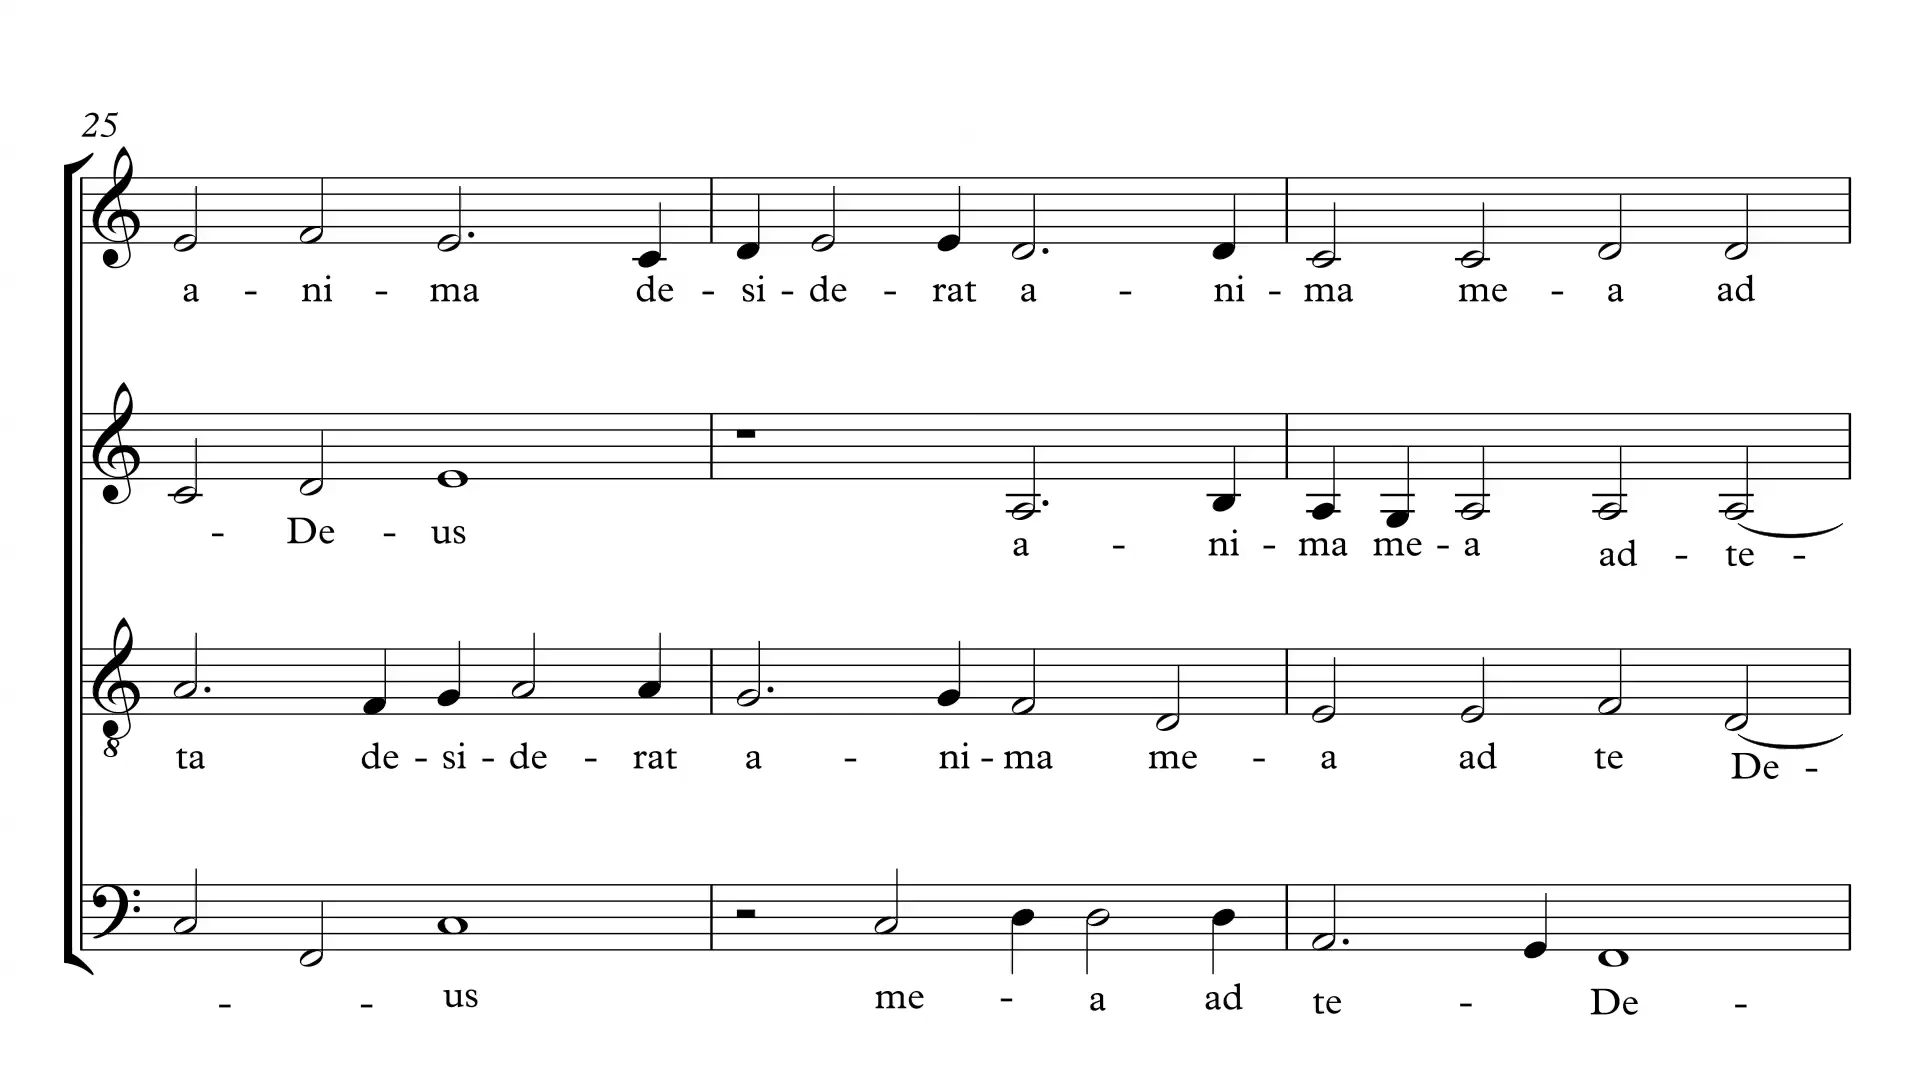 25
a - ni - ma de - si - de - rat a - ni - ma me - a ad
- De - us a - ni - ma me - a ad - te -
8
ta de - si - de - rat a - ni - ma me - a ad te De -
- - us me - a ad te - De -